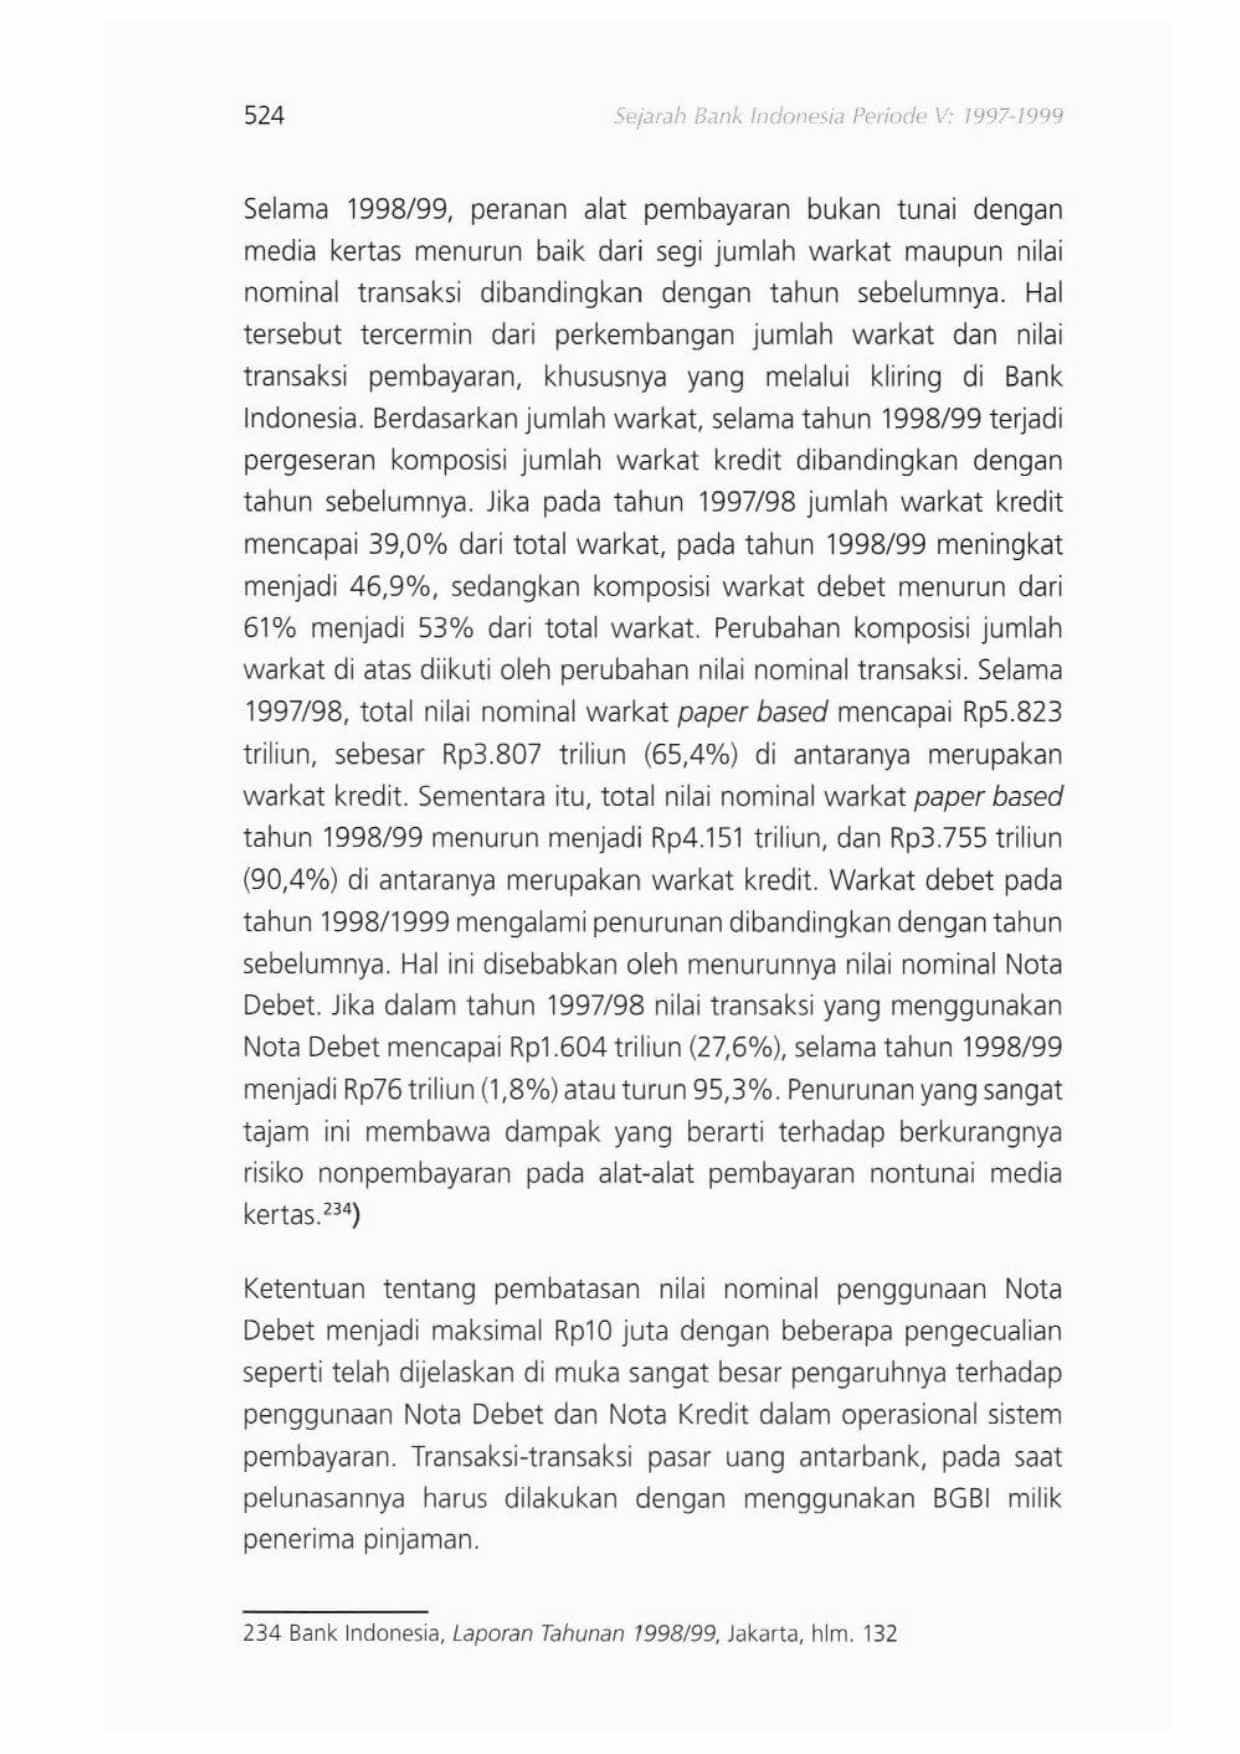 524
Sejarah Bank Indonesia Periode V: 1997-1999
Selama 1998/99, peranan alat pembayaran bukan tunai dengan
media kertas menurun baik dari segi jumlah warkat maupun nilai
nominal transaksi dibandingkan dengan tahun sebelumnya. Hal
tersebut tercermin dari perkembangan jumlah warkat dan nilai
transaksi pembayaran, khususnya yang melalui kliring di Bank
Indonesia. Berdasarkan jumlah warkat, selama tahun 1998/99 terjadi
pergeseran komposisi jumlah warkat kredit dibandingkan dengan
tahun sebelumnya. Jika pada tahun 1997/98 jumlah warkat kredit
mencapai 39,0% dari total warkat, pada tahun 1998/99 meningkat
menjadi 46,9%, sedangkan komposisi warkat debet menurun dari
61% menjadi 53% dari total warkat. Perubahan komposisi jumlah
warkat di atas diikuti oleh perubahan nilai nominal transaksi. Selama
1997/98, total nilai nominal warkat paper based mencapai Rp5.823
triliun, sebesar Rp3.807 triliun (65,4%) di antaranya merupakan
warkat kredit. Sementara itu, total nilai nominal warkat paper based
tahun 1998/99 menurun menjadi Rp4.151 triliun, dan Rp3.755 triliun
(90,4%) di antaranya merupakan warkat kredit. Warkat debet pada
tahun 1998/1999 mengalami penurunan dibandingkan dengan tahun
sebelumnya. Hal ini disebabkan oleh menurunnya nilai nominal Nota
Debet. Jika dalam tahun 1997/98 nilai transaksi yang menggunakan
Nota Debet mencapai Rp1.604 triliun (27,6%), selama tahun 1998/99
menjadi Rp76 triliun (1,8%) atau turun 95,3%. Penurunan yang sangat
tajam ini membawa dampak yang berarti terhadap berkurangnya
risiko nonpembayaran pada alat-alat pembayaran nontunai media
kertas.²³⁴)
Ketentuan tentang pembatasan nilai nominal penggunaan Nota
Debet menjadi maksimal Rp10 juta dengan beberapa pengecualian
seperti telah dijelaskan di muka sangat besar pengaruhnya terhadap
penggunaan Nota Debet dan Nota Kredit dalam operasional sistem
pembayaran. Transaksi-transaksi pasar uang antarbank, pada saat
pelunasannya harus dilakukan dengan menggunakan BGBI milik
penerima pinjaman.
234 Bank Indonesia, Laporan Tahunan 1998/99, Jakarta, hlm. 132